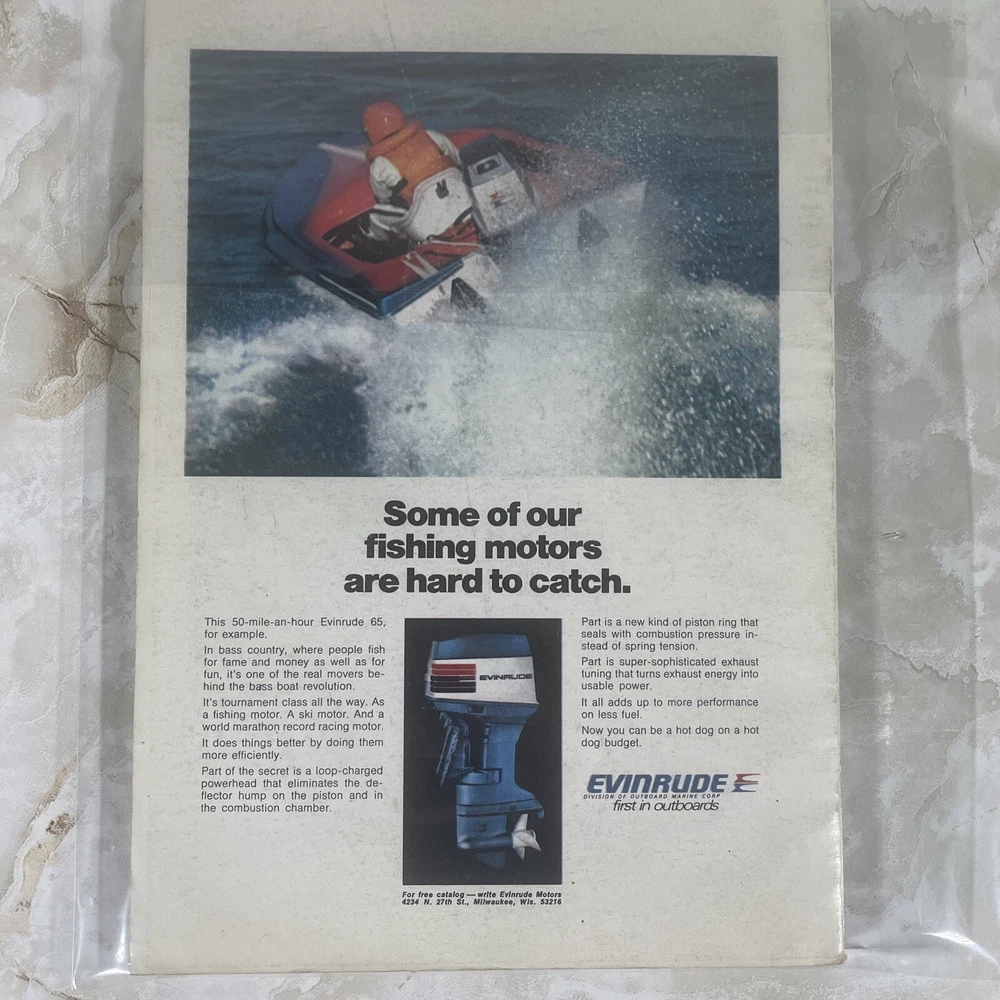 Some of our
fishing motors
are hard to catch.
This 50-mile-an-hour Evinrude 65,
for example.
In bass country, where people fish
for fame and money as well as for
fun, it's one of the real movers be-
hind the bass boat revolution.
It's tournament class all the way. As
a fishing motor. A ski motor. And a
world marathon record racing motor.
It does things better by doing them
more efficiently.
Part of the secret is a loop-charged
powerhead that eliminates the de-
flector hump on the piston and in
the combustion chamber.
EVINRUDE
For free catalog — write Evinrude Motors
4234 N. 27th St., Milwaukee, Wis. 53216
Part is a new kind of piston ring that
seals with combustion pressure in-
stead of spring tension.
Part is super-sophisticated exhaust
tuning that turns exhaust energy into
usable power.
It all adds up to more performance
on less fuel.
Now you can be a hot dog on a hot
dog budget.
EVINRUDE
DIVISION OF OUTBOARD MARINE CORP
first in outboards